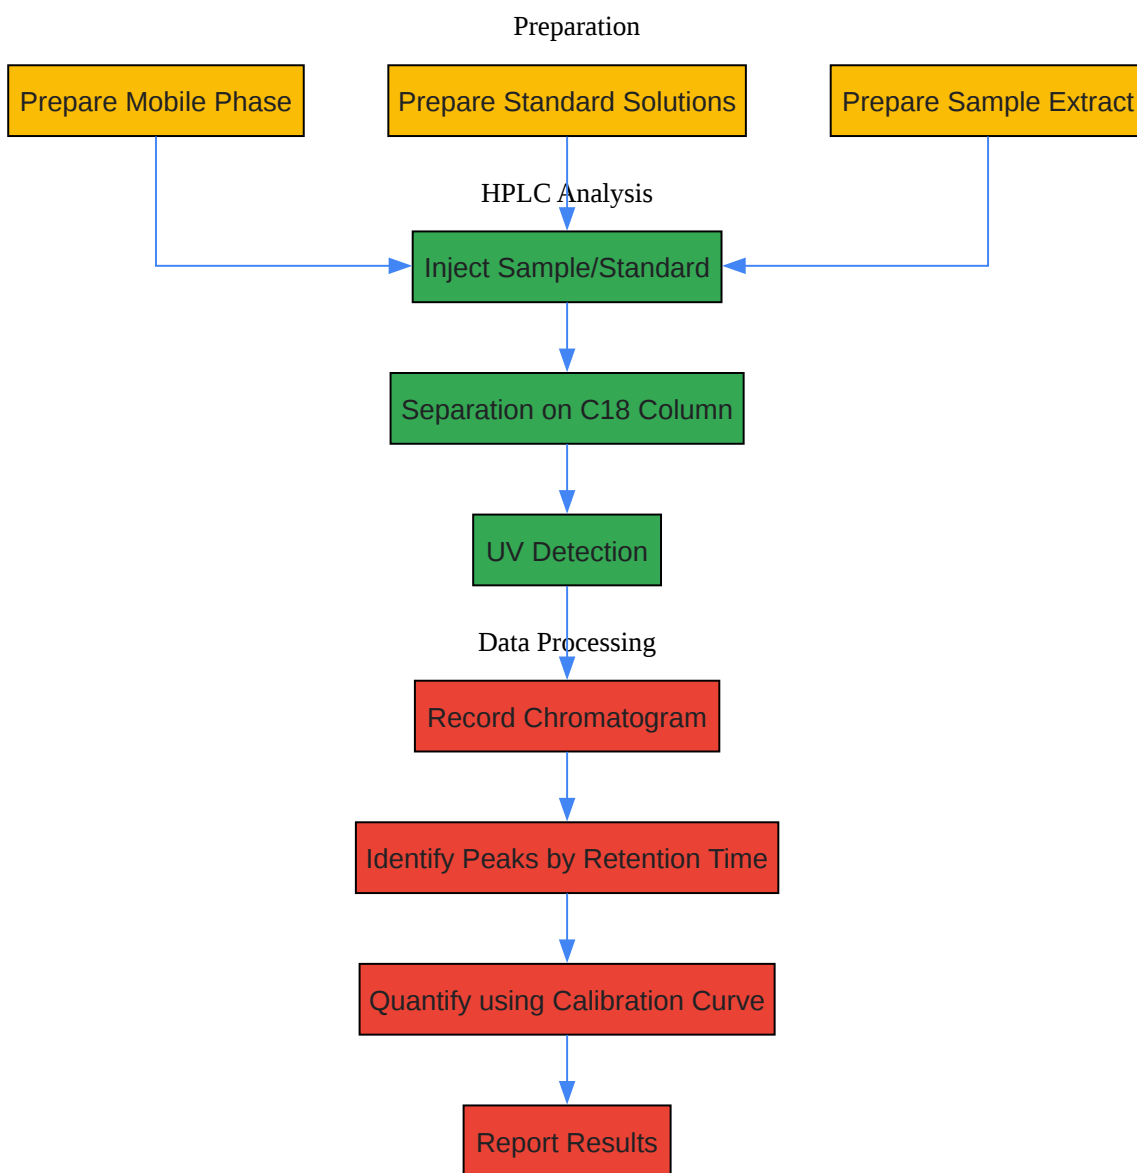 Preparation
Prepare Mobile Phase
Prepare Standard Solutions
Prepare Sample Extract
HPLC Analysis
Inject Sample/Standard
Separation on C18 Column
UV Detection
Data Processing
Record Chromatogram
Identify Peaks by Retention Time
Quantify using Calibration Curve
Report Results